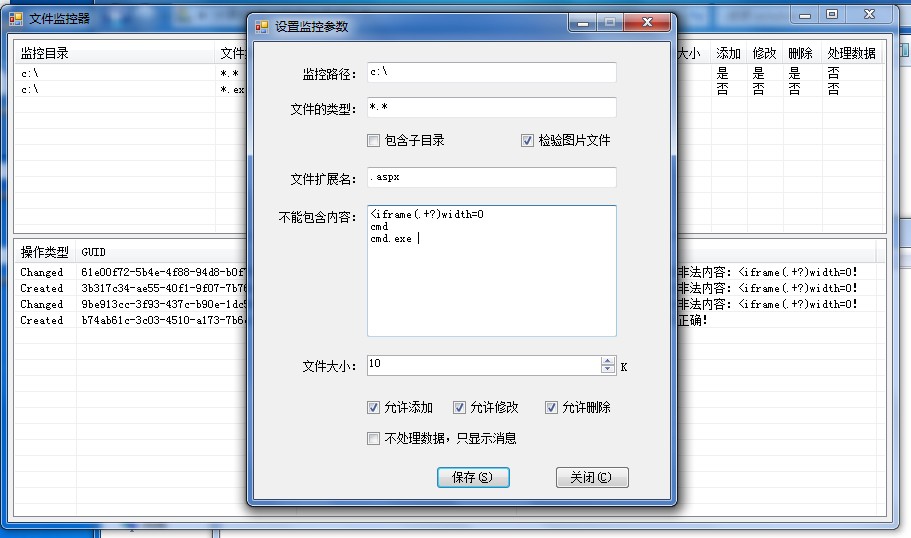 文件监控器
设置监控参数
监控目录
大小 添加 修改 删除 处理数据
c:\ *.* 是 是 是 否
c:\ 否 否 否 否
监控路径: c:\
文件的类型: *.*
包含子目录 检验图片文件
文件扩展名: .aspx
不能包含内容: <iframe(.+?)width=0
cmd
cmd.exe
文件大小: 10 K
允许添加 允许修改 允许删除
不处理数据，只显示消息
保存(S) 关闭(C)
操作类型 GUID
Changed 61e00f72-5b4e-4f88-94d8-b0f 非法内容: <iframe(.+?)width=0!
Created 3b317c34-ae55-40f1-9f07-7b7 非法内容: <iframe(.+?)width=0!
Changed 9be913cc-3f93-437c-b90e-1dc 非法内容: <iframe(.+?)width=0!
Created b74ab61c-3c03-4510-a173-7b6 正确!